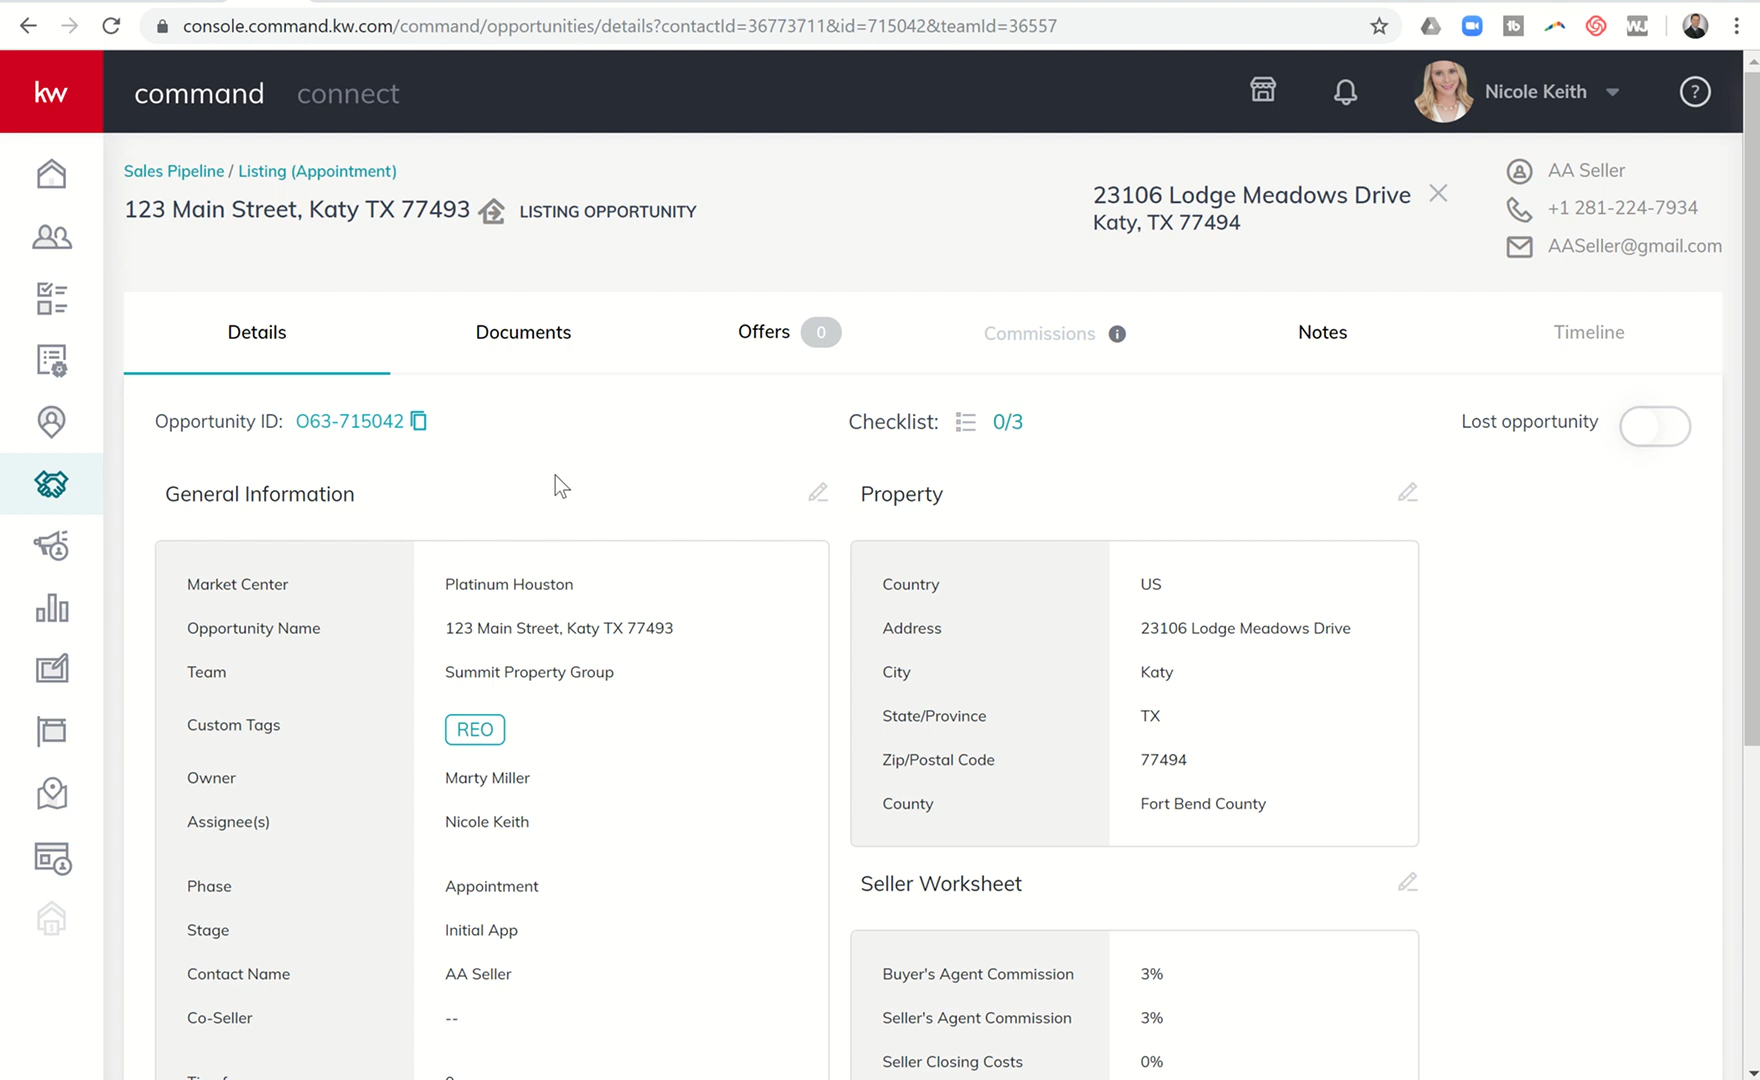 console.command.kw.com/command/opportunities/details?contactId=36773711&id=715042&teamId=36557
kw command connect Nicole Keith ?
Sales Pipeline / Listing (Appointment)
123 Main Street, Katy TX 77493 LISTING OPPORTUNITY
23106 Lodge Meadows Drive
Katy, TX 77494
AA Seller
+1 281-224-7934
AASeller@gmail.com
Details Documents Offers 0 Commissions i Notes Timeline
Opportunity ID: O63-715042 Checklist: 0/3 Lost opportunity
General Information
Market Center Platinum Houston
Opportunity Name 123 Main Street, Katy TX 77493
Team Summit Property Group
Custom Tags REO
Owner Marty Miller
Assignee(s) Nicole Keith
Phase Appointment
Stage Initial App
Contact Name AA Seller
Co-Seller --
Property
Country US
Address 23106 Lodge Meadows Drive
City Katy
State/Province TX
Zip/Postal Code 77494
County Fort Bend County
Seller Worksheet
Buyer's Agent Commission 3%
Seller's Agent Commission 3%
Seller Closing Costs 0%